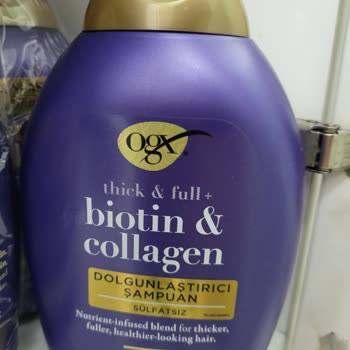 ogx
thick & full +
biotin &
collagen
DOLGUNLAŞTIRICI
ŞAMPUAN
SÜLFATSIZ
Nutrient-infused blend for thicker,
fuller, healthier-looking hair.